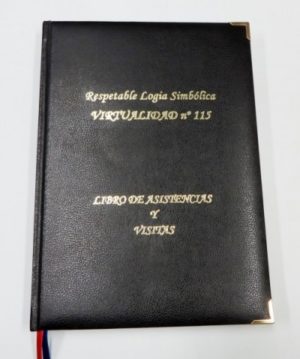 Respetable Logia Simbólica
VIRTUALIDAD nº 115
LIBRO DE ASISTENCIAS
Y
VISITAS